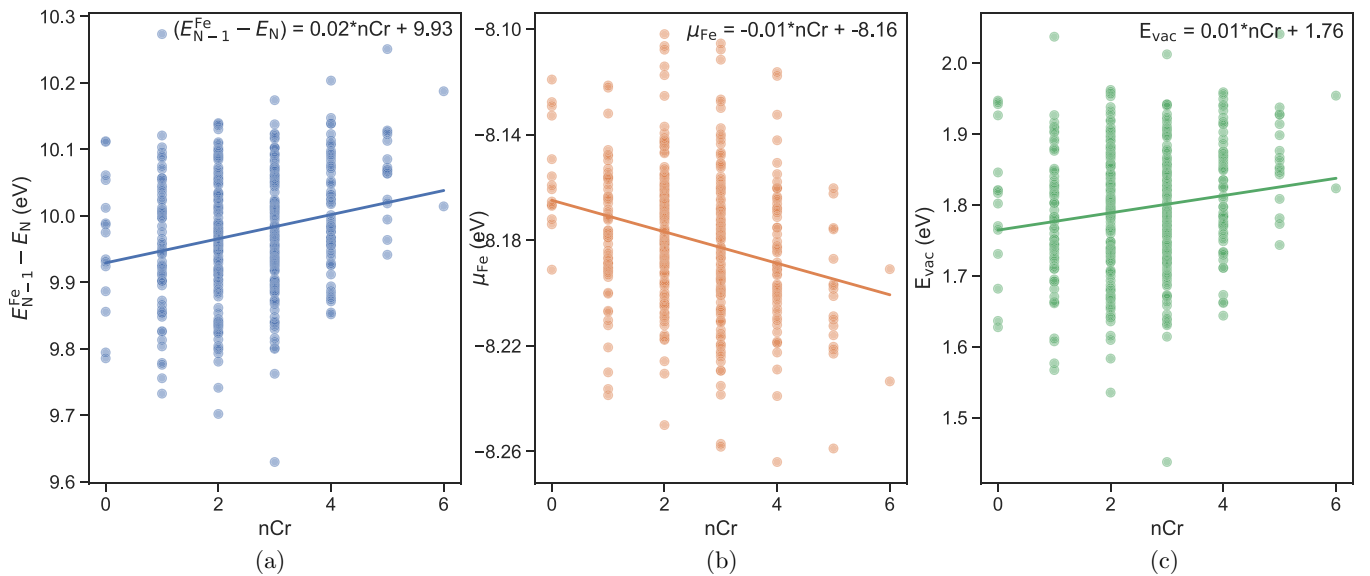 (E^Fe_N−1 − E_N) = 0.02*nCr + 9.93
10.3
10.2
10.1
10.0
9.9
9.8
9.7
9.6
E^Fe_N−1 − E_N (eV)
0 2 4 6
nCr
(a)
μ_Fe = -0.01*nCr + -8.16
−8.10
−8.14
−8.18
−8.22
−8.26
μ_Fe (eV)
0 2 4 6
nCr
(b)
E_vac = 0.01*nCr + 1.76
2.0
1.9
1.8
1.7
1.6
1.5
E_vac (eV)
0 2 4 6
nCr
(c)